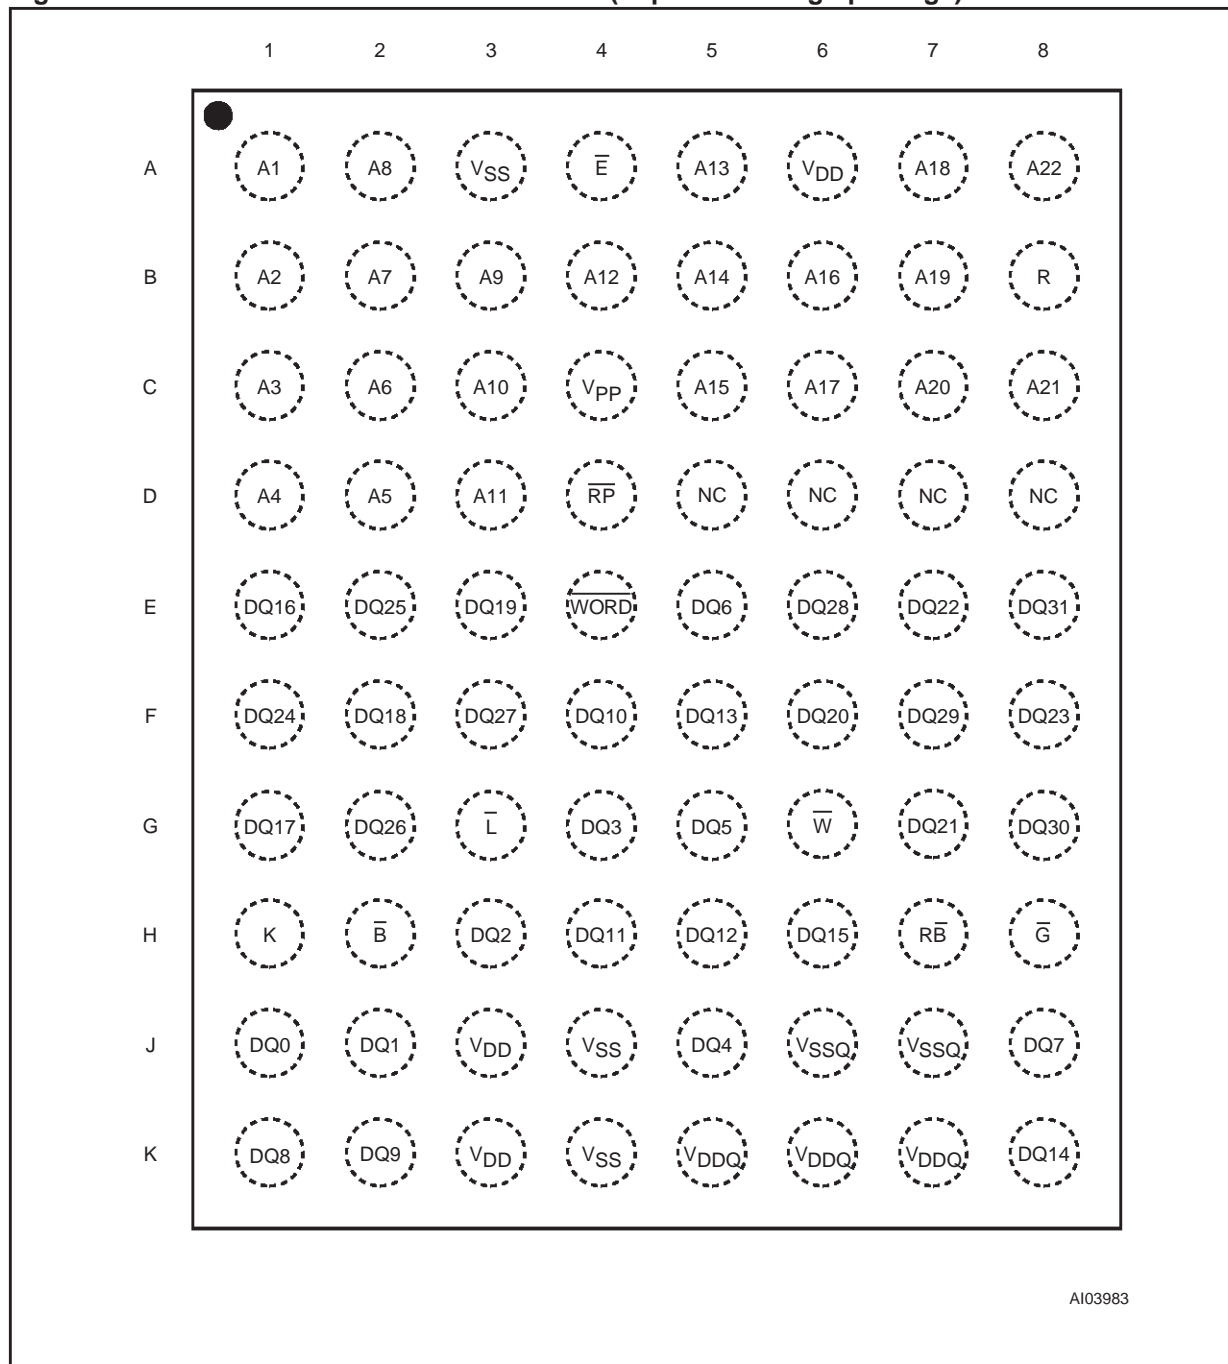 1 2 3 4 5 6 7 8
A A1 A8 VSS E̅ A13 VDD A18 A22
B A2 A7 A9 A12 A14 A16 A19 R
C A3 A6 A10 VPP A15 A17 A20 A21
D A4 A5 A11 R̅P̅ NC NC NC NC
E DQ16 DQ25 DQ19 W̅O̅R̅D̅ DQ6 DQ28 DQ22 DQ31
F DQ24 DQ18 DQ27 DQ10 DQ13 DQ20 DQ29 DQ23
G DQ17 DQ26 L̅ DQ3 DQ5 W̅ DQ21 DQ30
H K B̅ DQ2 DQ11 DQ12 DQ15 RB̅ G̅
J DQ0 DQ1 VDD VSS DQ4 VSSQ VSSQ DQ7
K DQ8 DQ9 VDD VSS VDDQ VDDQ VDDQ DQ14
AI03983